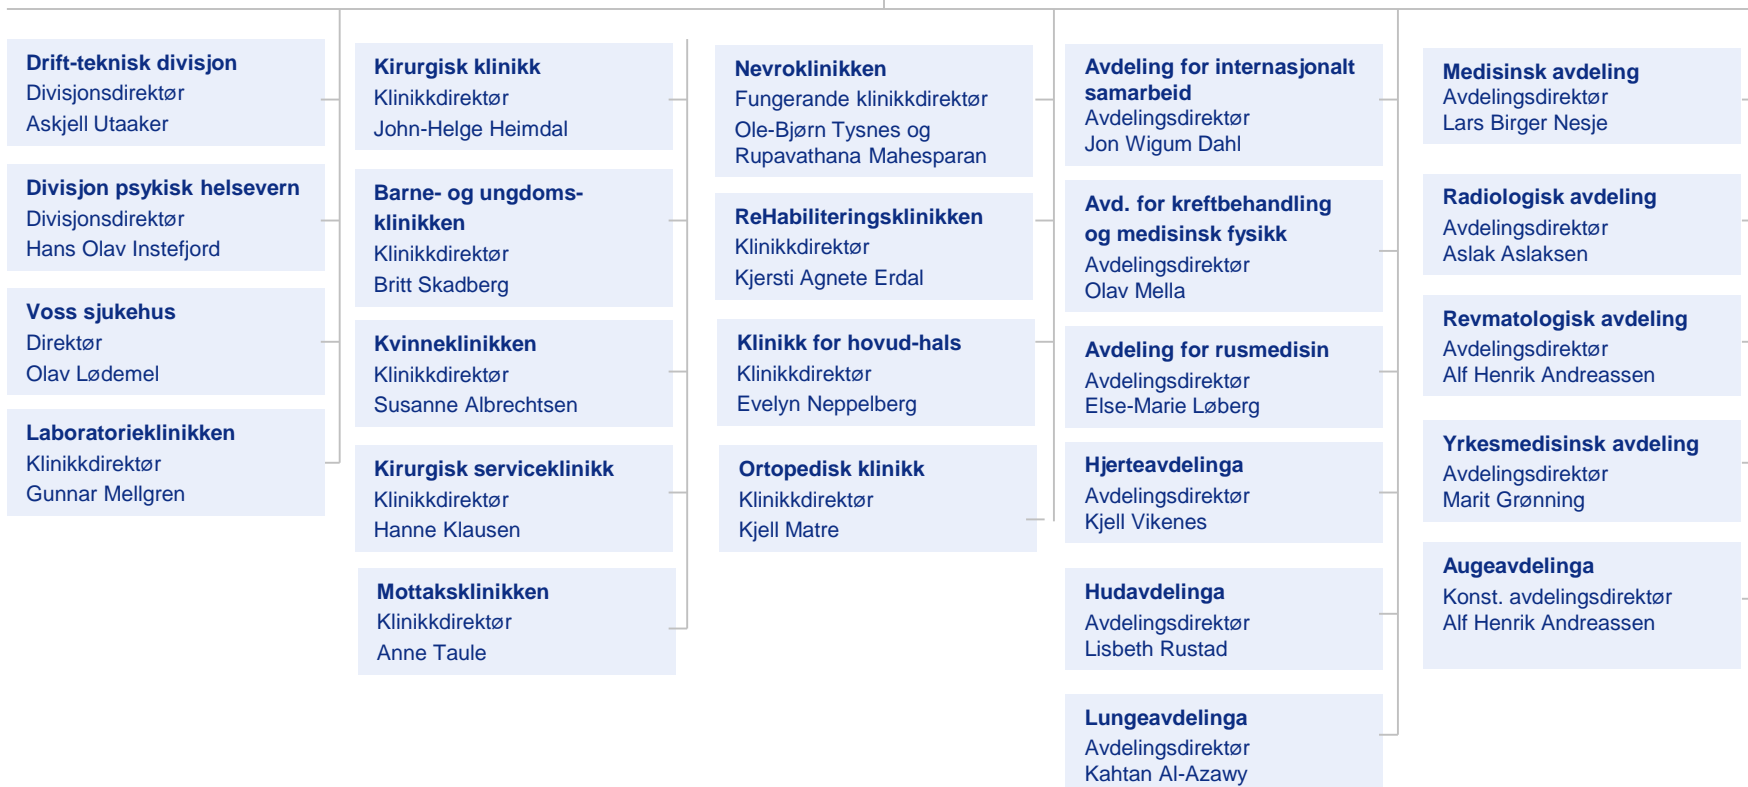 Drift-teknisk divisjon
Divisjonsdirektør
Askjell Utaaker
Divisjon psykisk helsevern
Divisjonsdirektør
Hans Olav Instefjord
Voss sjukehus
Direktør
Olav Lødemel
Laboratorieklinikken
Klinikkdirektør
Gunnar Mellgren
Kirurgisk klinikk
Klinikkdirektør
John-Helge Heimdal
Barne- og ungdoms-
klinikken
Klinikkdirektør
Britt Skadberg
Kvinneklinikken
Klinikkdirektør
Susanne Albrechtsen
Kirurgisk serviceklinikk
Klinikkdirektør
Hanne Klausen
Mottaksklinikken
Klinikkdirektør
Anne Taule
Nevroklinikken
Fungerande klinikkdirektør
Ole-Bjørn Tysnes og
Rupavathana Mahesparan
ReHabiliteringsklinikken
Klinikkdirektør
Kjersti Agnete Erdal
Klinikk for hovud-hals
Klinikkdirektør
Evelyn Neppelberg
Ortopedisk klinikk
Klinikkdirektør
Kjell Matre
Avdeling for internasjonalt
samarbeid
Avdelingsdirektør
Jon Wigum Dahl
Avd. for kreftbehandling
og medisinsk fysikk
Avdelingsdirektør
Olav Mella
Avdeling for rusmedisin
Avdelingsdirektør
Else-Marie Løberg
Hjerteavdelinga
Avdelingsdirektør
Kjell Vikenes
Hudavdelinga
Avdelingsdirektør
Lisbeth Rustad
Lungeavdelinga
Avdelingsdirektør
Kahtan Al-Azawy
Medisinsk avdeling
Avdelingsdirektør
Lars Birger Nesje
Radiologisk avdeling
Avdelingsdirektør
Aslak Aslaksen
Revmatologisk avdeling
Avdelingsdirektør
Alf Henrik Andreassen
Yrkesmedisinsk avdeling
Avdelingsdirektør
Marit Grønning
Augeavdelinga
Konst. avdelingsdirektør
Alf Henrik Andreassen